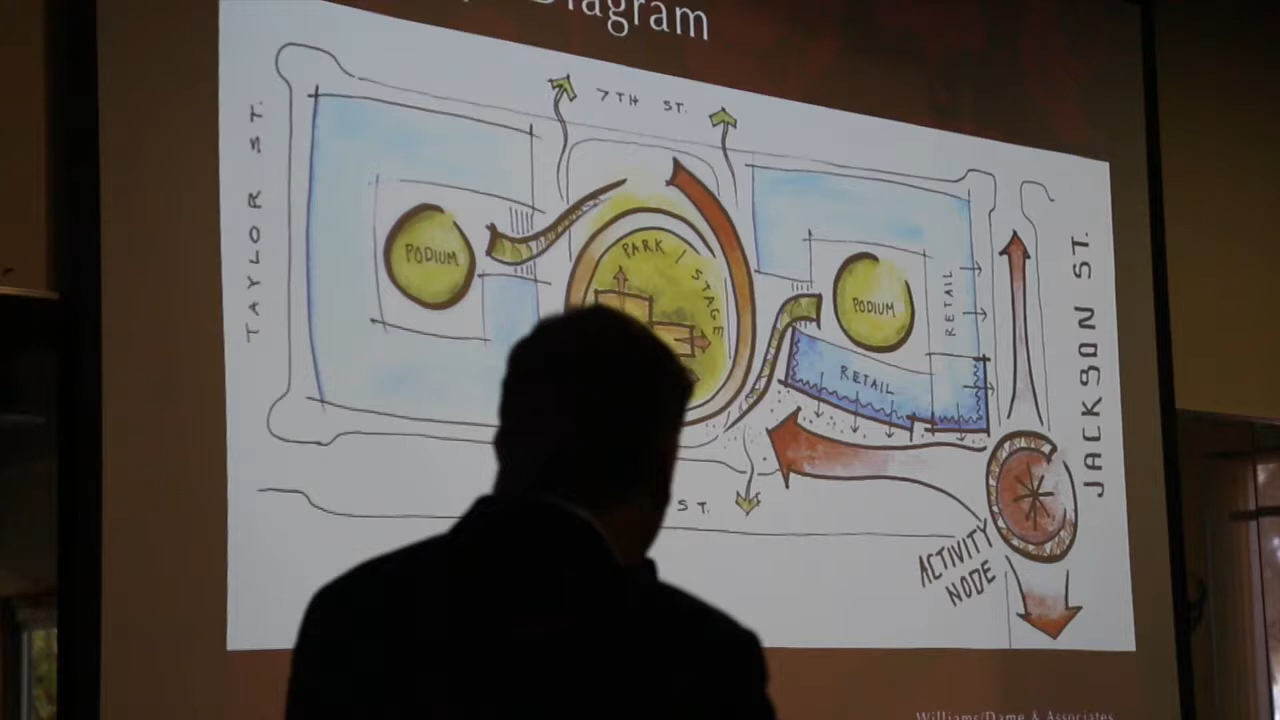 Diagram
7TH ST.
TAYLOR ST.
PODIUM
PARK / STAGE
PODIUM
RETAIL
RETAIL
JACKSON ST.
ST.
ACTIVITY
NODE
Williams/Dame & Associates